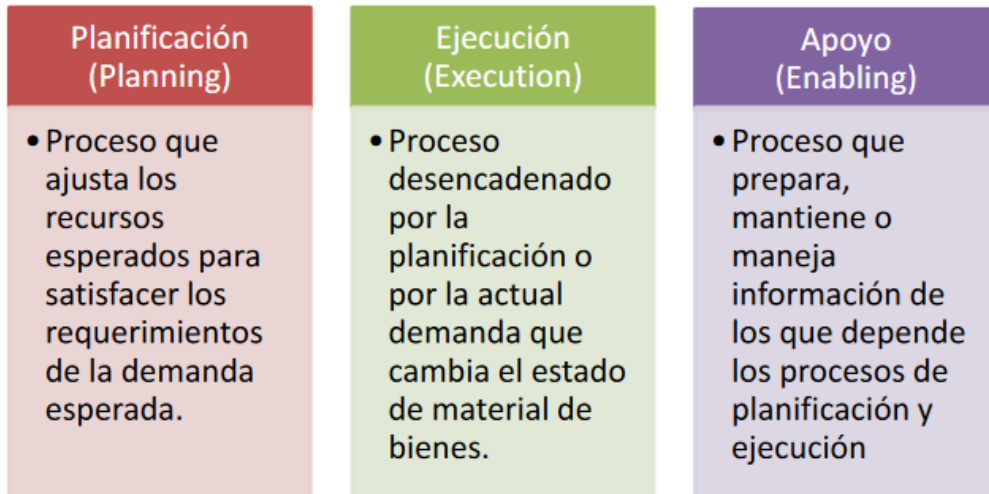 Planificación
(Planning)
• Proceso que
ajusta los
recursos
esperados para
satisfacer los
requerimientos
de la demanda
esperada.
Ejecución
(Execution)
• Proceso
desencadenado
por la
planificación o
por la actual
demanda que
cambia el estado
de material de
bienes.
Apoyo
(Enabling)
• Proceso que
prepara,
mantiene o
maneja
información de
los que depende
los procesos de
planificación y
ejecución